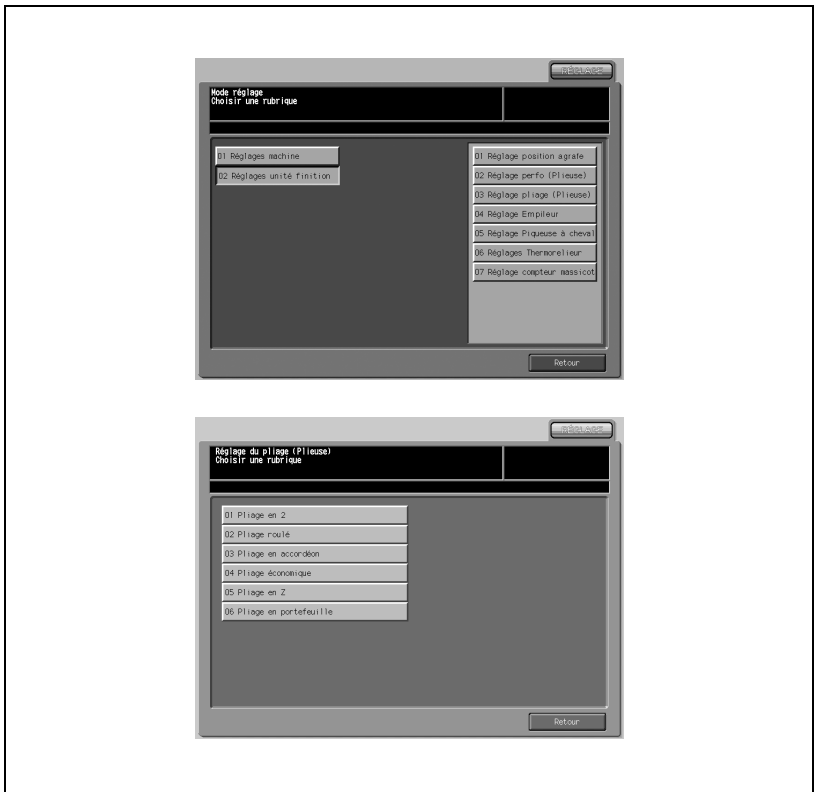 RÉGLAGE
Mode réglage
Choisir une rubrique
01 Réglages machine
02 Réglages unité finition
01 Réglage position agrafe
02 Réglage perfo (Plieuse)
03 Réglage pliage (Plieuse)
04 Réglage Empileur
05 Réglage Piqueuse à cheval
06 Réglages Thermorelieur
07 Réglage compteur massicot
Retour
RÉGLAGE
Réglage du pliage (Plieuse)
Choisir une rubrique
01 Pliage en 2
02 Pliage roulé
03 Pliage en accordéon
04 Pliage économique
05 Pliage en Z
06 Pliage en portefeuille
Retour